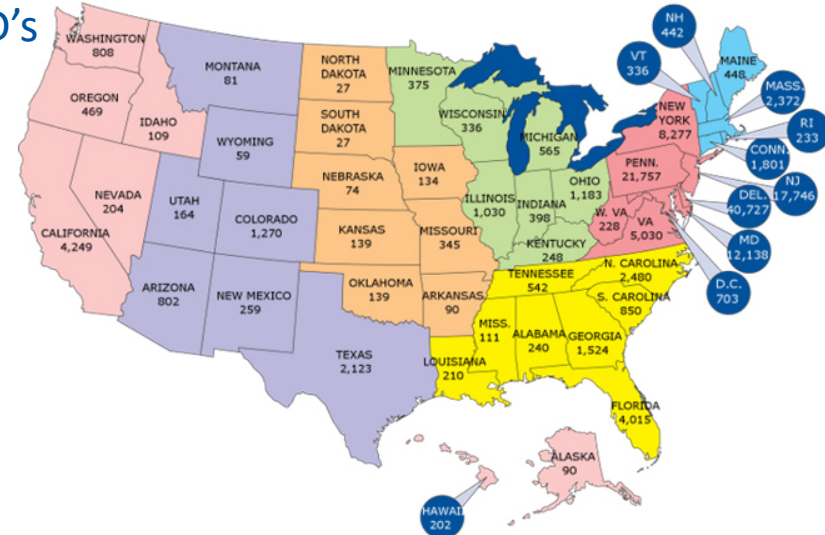 D's
WASHINGTON
808
OREGON
469
IDAHO
109
MONTANA
81
WYOMING
59
NEVADA
204
UTAH
164
COLORADO
1,270
CALIFORNIA
4,249
ARIZONA
802
NEW MEXICO
259
TEXAS
2,123
NORTH
DAKOTA
27
SOUTH
DAKOTA
27
NEBRASKA
74
KANSAS
139
OKLAHOMA
139
IOWA
134
MISSOURI
345
ARKANSAS
90
MINNESOTA
375
WISCONSIN
336
MICHIGAN
565
ILLINOIS
1,030
INDIANA
398
OHIO
1,183
KENTUCKY
248
TENNESSEE
542
MISS.
111
ALABAMA
240
GEORGIA
1,524
LOUISIANA
210
FLORIDA
4,015
N. CAROLINA
2,480
S. CAROLINA
850
W. VA
228
VA
5,030
PENN.
21,757
NEW
YORK
8,277
VT
336
NH
442
MAINE
448
MASS.
2,372
RI
233
CONN.
1,801
NJ
17,746
DEL.
40,727
MD
12,138
D.C.
703
ALASKA
90
HAWAII
202